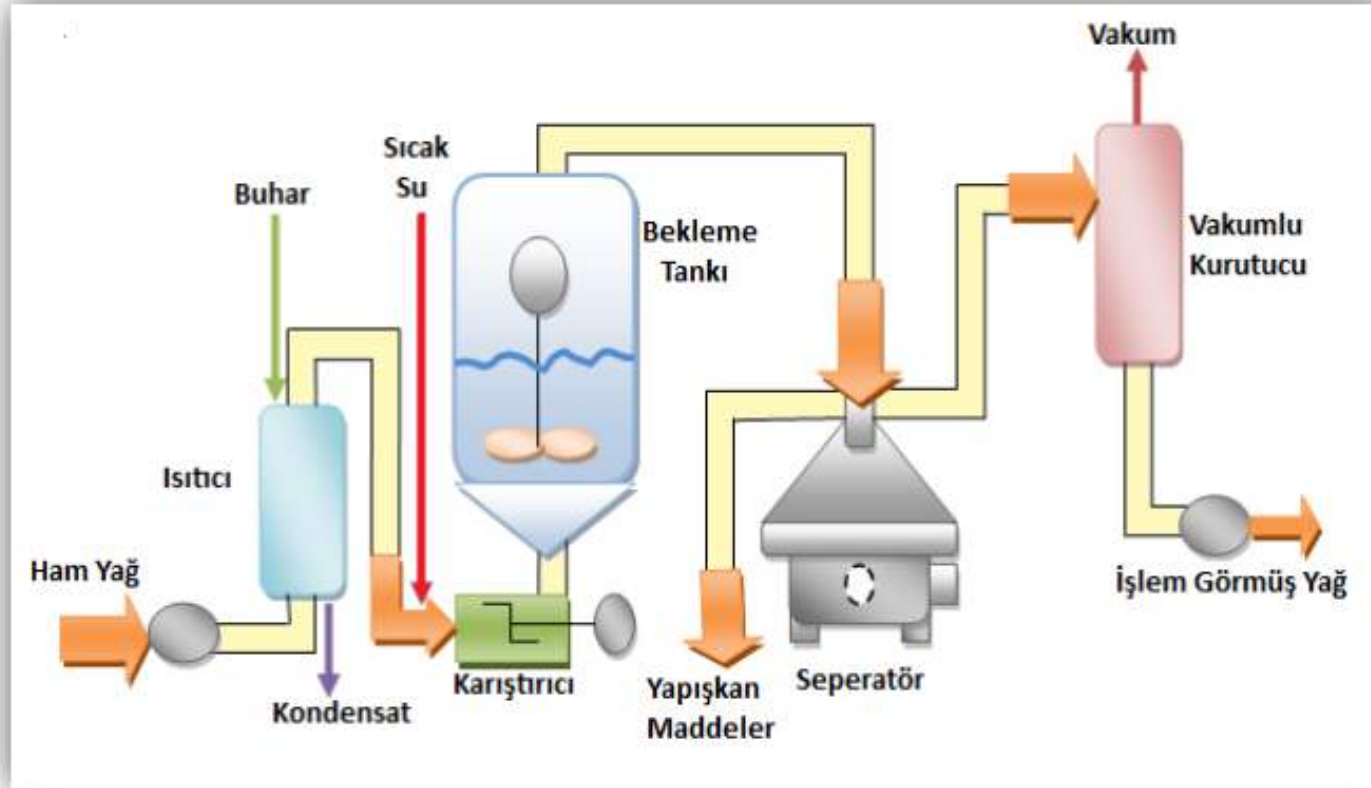 Vakum
Sıcak
Su
Buhar
Bekleme
Tankı
Vakumlu
Kurutucu
Isıtıcı
Ham Yağ
İşlem Görmüş Yağ
Karıştırıcı
Yapışkan
Maddeler
Seperatör
Kondensat